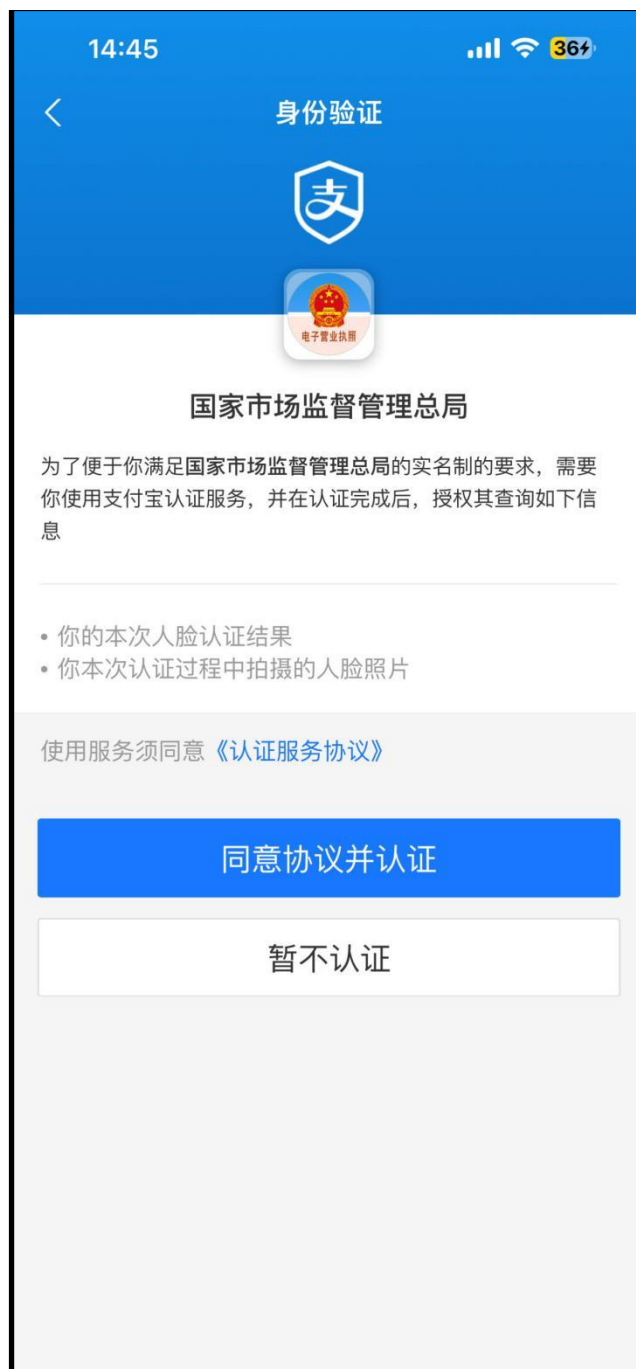 14:45
36
身份验证
支
电子营业执照
国家市场监督管理总局
为了便于你满足国家市场监督管理总局的实名制的要求，需要
你使用支付宝认证服务，并在认证完成后，授权其查询如下信
息
• 你的本次人脸认证结果
• 你本次认证过程中拍摄的人脸照片
使用服务须同意《认证服务协议》
同意协议并认证
暂不认证